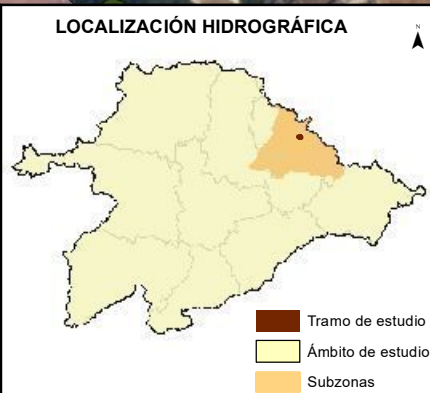 LOCALIZACIÓN HIDROGRÁFICA
N
Tramo de estudio
Ámbito de estudio
Subzonas